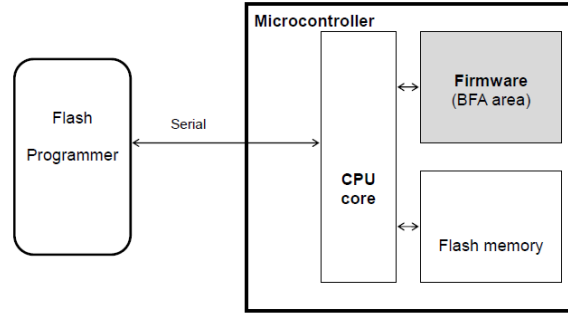 Microcontroller
Flash
Programmer
Serial
CPU
core
Firmware
(BFA area)
Flash memory